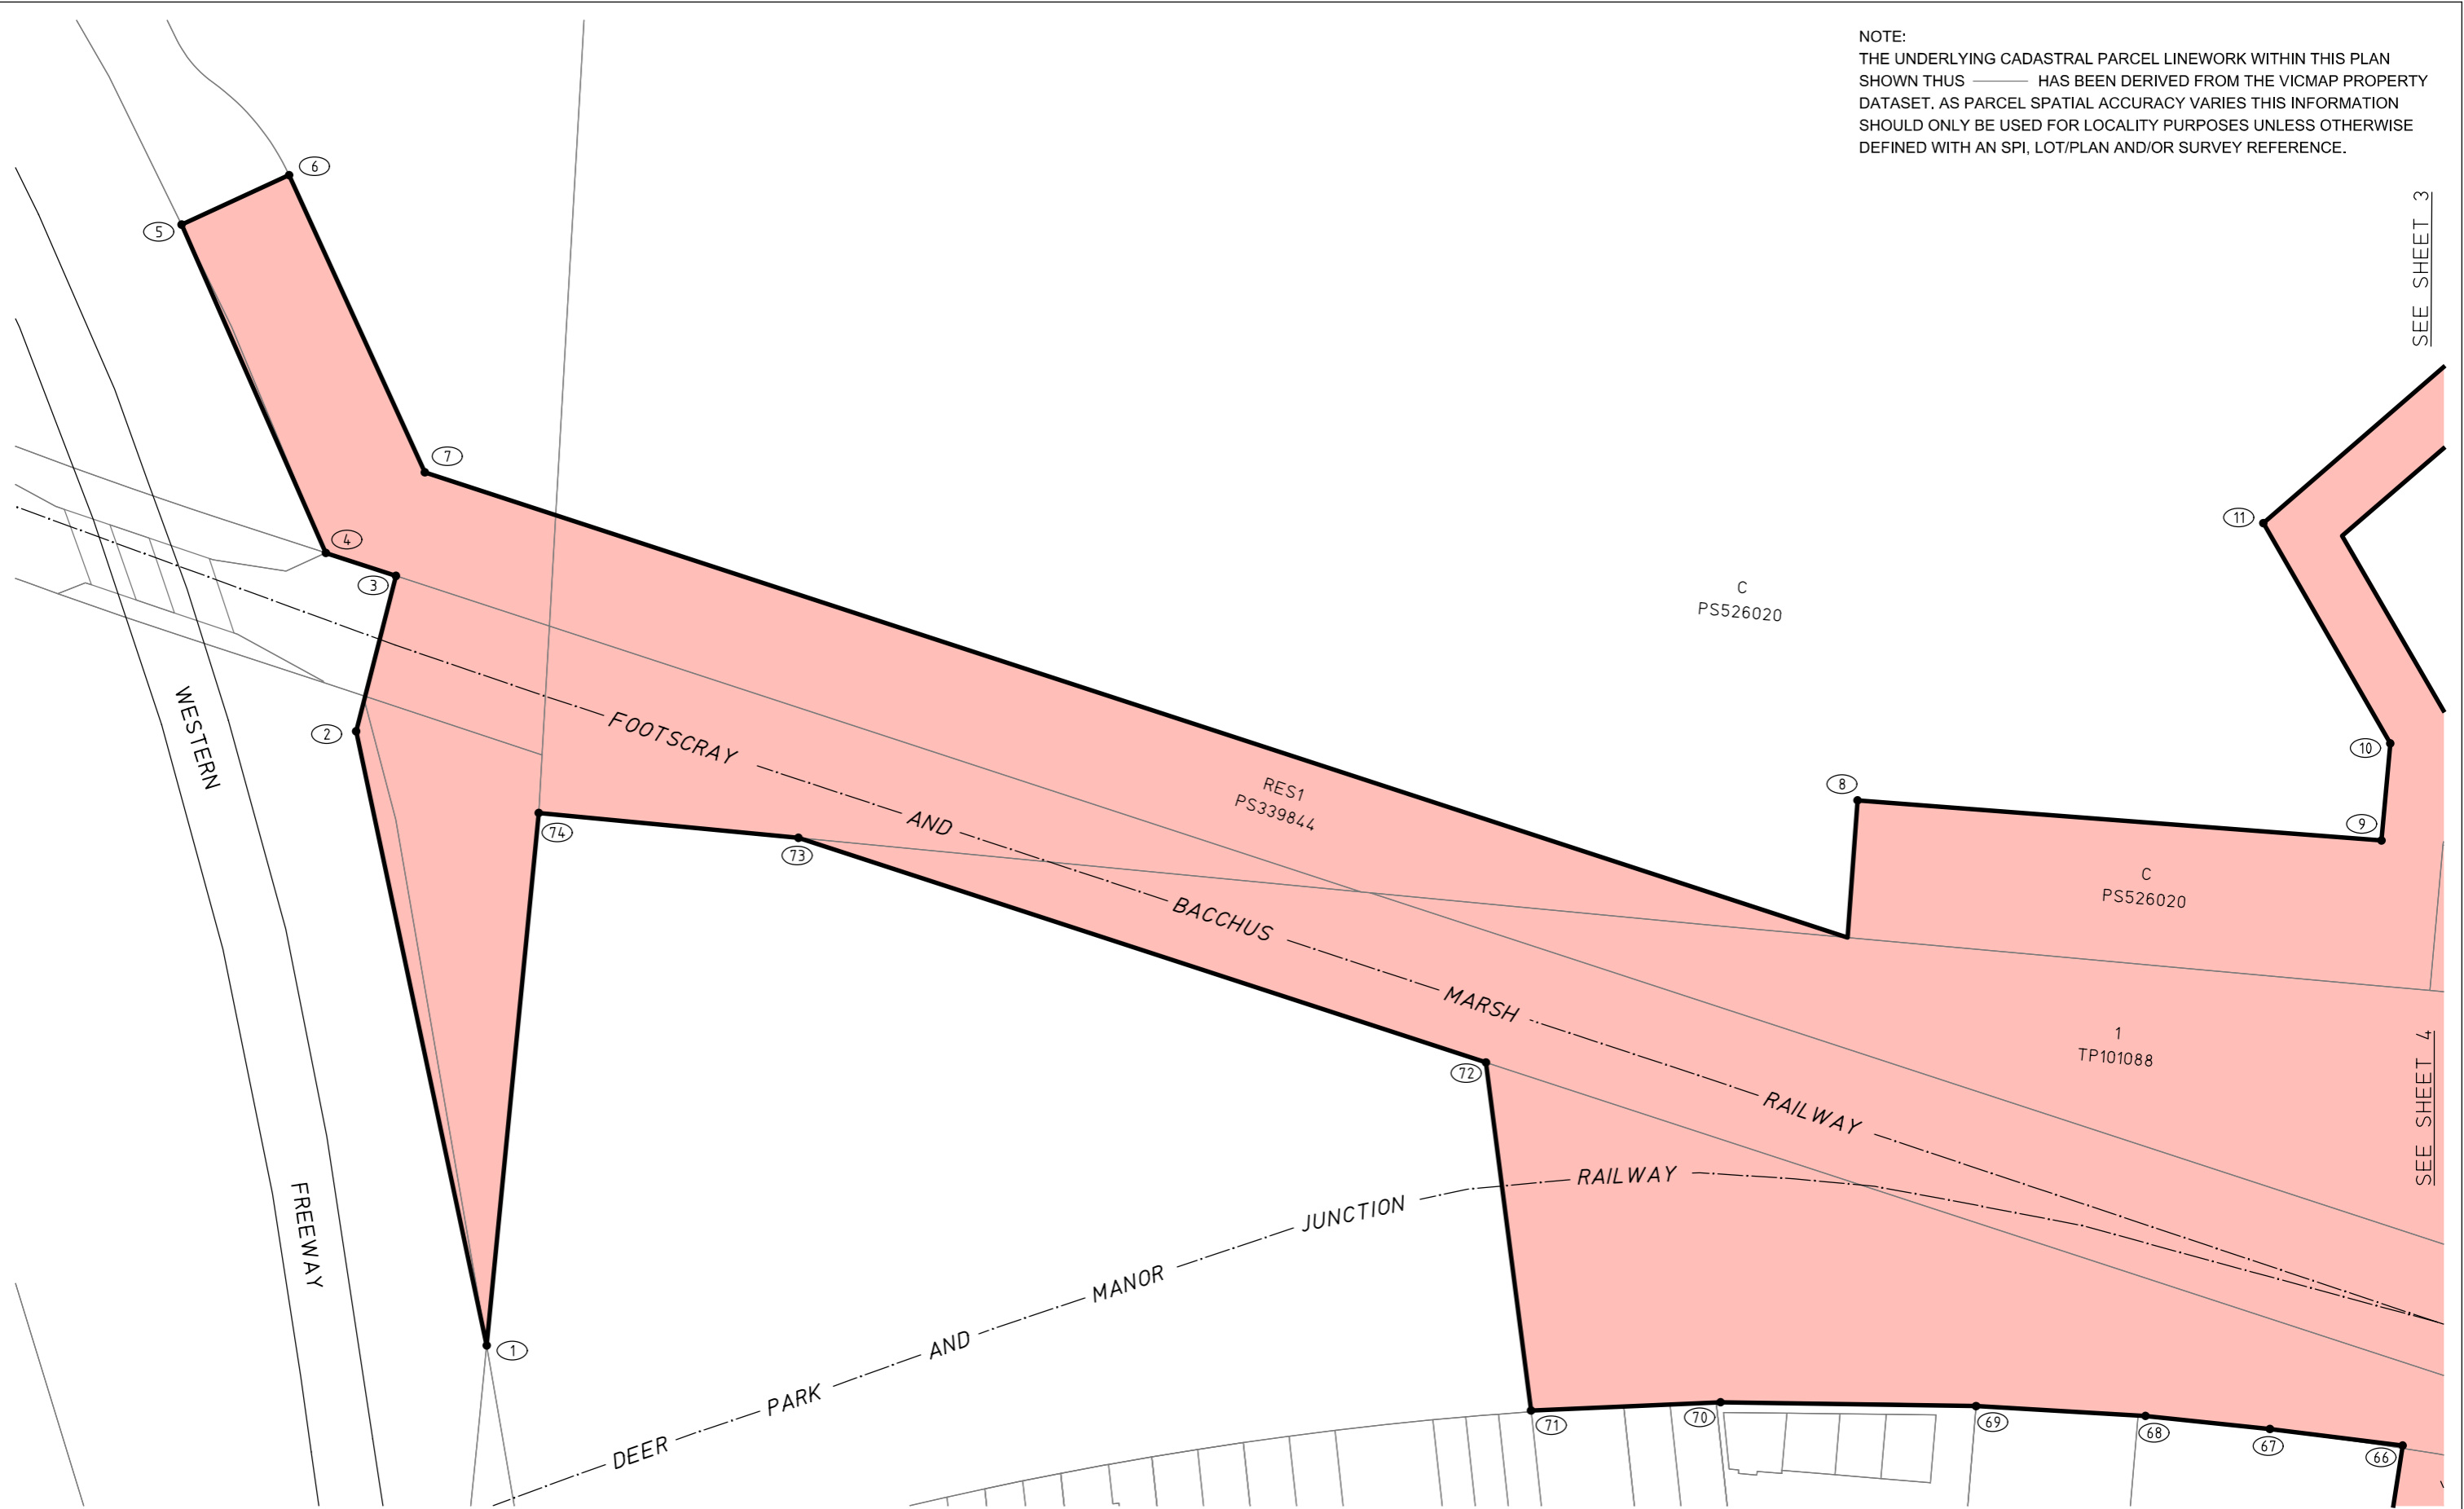 NOTE:
THE UNDERLYING CADASTRAL PARCEL LINEWORK WITHIN THIS PLAN
SHOWN THUS ——— HAS BEEN DERIVED FROM THE VICMAP PROPERTY
DATASET. AS PARCEL SPATIAL ACCURACY VARIES THIS INFORMATION
SHOULD ONLY BE USED FOR LOCALITY PURPOSES UNLESS OTHERWISE
DEFINED WITH AN SPI, LOT/PLAN AND/OR SURVEY REFERENCE.
SEE SHEET 3
6
5
7
4
3
2
11
10
8
9
C
PS526020
WESTERN
FREEWAY
FOOTSCRAY
AND
BACCHUS
MARSH
RAILWAY
RES1
PS339844
C
PS526020
74
73
72
1
TP101088
SEE SHEET 4
DEER
PARK
AND
MANOR
JUNCTION
RAILWAY
1
71
70
69
68
67
66